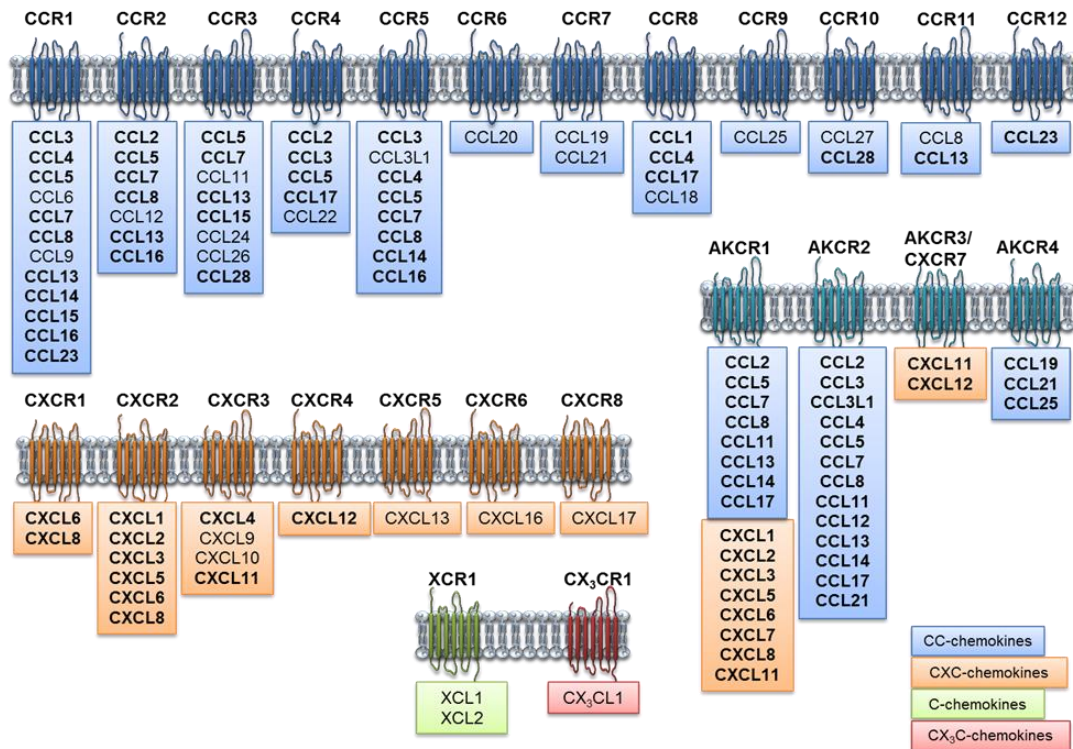 CCR1
CCR2
CCR3
CCR4
CCR5
CCR6
CCR7
CCR8
CCR9
CCR10
CCR11
CCR12
CCL3
CCL4
CCL5
CCL6
CCL7
CCL8
CCL9
CCL13
CCL14
CCL15
CCL16
CCL23
CCL2
CCL5
CCL7
CCL8
CCL12
CCL13
CCL16
CCL5
CCL7
CCL11
CCL13
CCL15
CCL24
CCL26
CCL28
CCL2
CCL3
CCL5
CCL17
CCL22
CCL3
CCL3L1
CCL4
CCL5
CCL7
CCL8
CCL14
CCL16
CCL20
CCL19
CCL21
CCL1
CCL4
CCL17
CCL18
CCL25
CCL27
CCL28
CCL8
CCL13
CCL23
AKCR1
AKCR2
AKCR3/
CXCR7
AKCR4
CCL2
CCL5
CCL7
CCL8
CCL11
CCL13
CCL14
CCL17
CXCL1
CXCL2
CXCL3
CXCL5
CXCL6
CXCL7
CXCL8
CXCL11
CCL2
CCL3
CCL3L1
CCL4
CCL5
CCL7
CCL8
CCL11
CCL12
CCL13
CCL14
CCL17
CCL21
CXCL11
CXCL12
CCL19
CCL21
CCL25
CXCR1
CXCR2
CXCR3
CXCR4
CXCR5
CXCR6
CXCR8
CXCL6
CXCL8
CXCL1
CXCL2
CXCL3
CXCL5
CXCL6
CXCL8
CXCL4
CXCL9
CXCL10
CXCL11
CXCL12
CXCL13
CXCL16
CXCL17
XCR1
CX₃CR1
XCL1
XCL2
CX₃CL1
CC-chemokines
CXC-chemokines
C-chemokines
CX₃C-chemokines